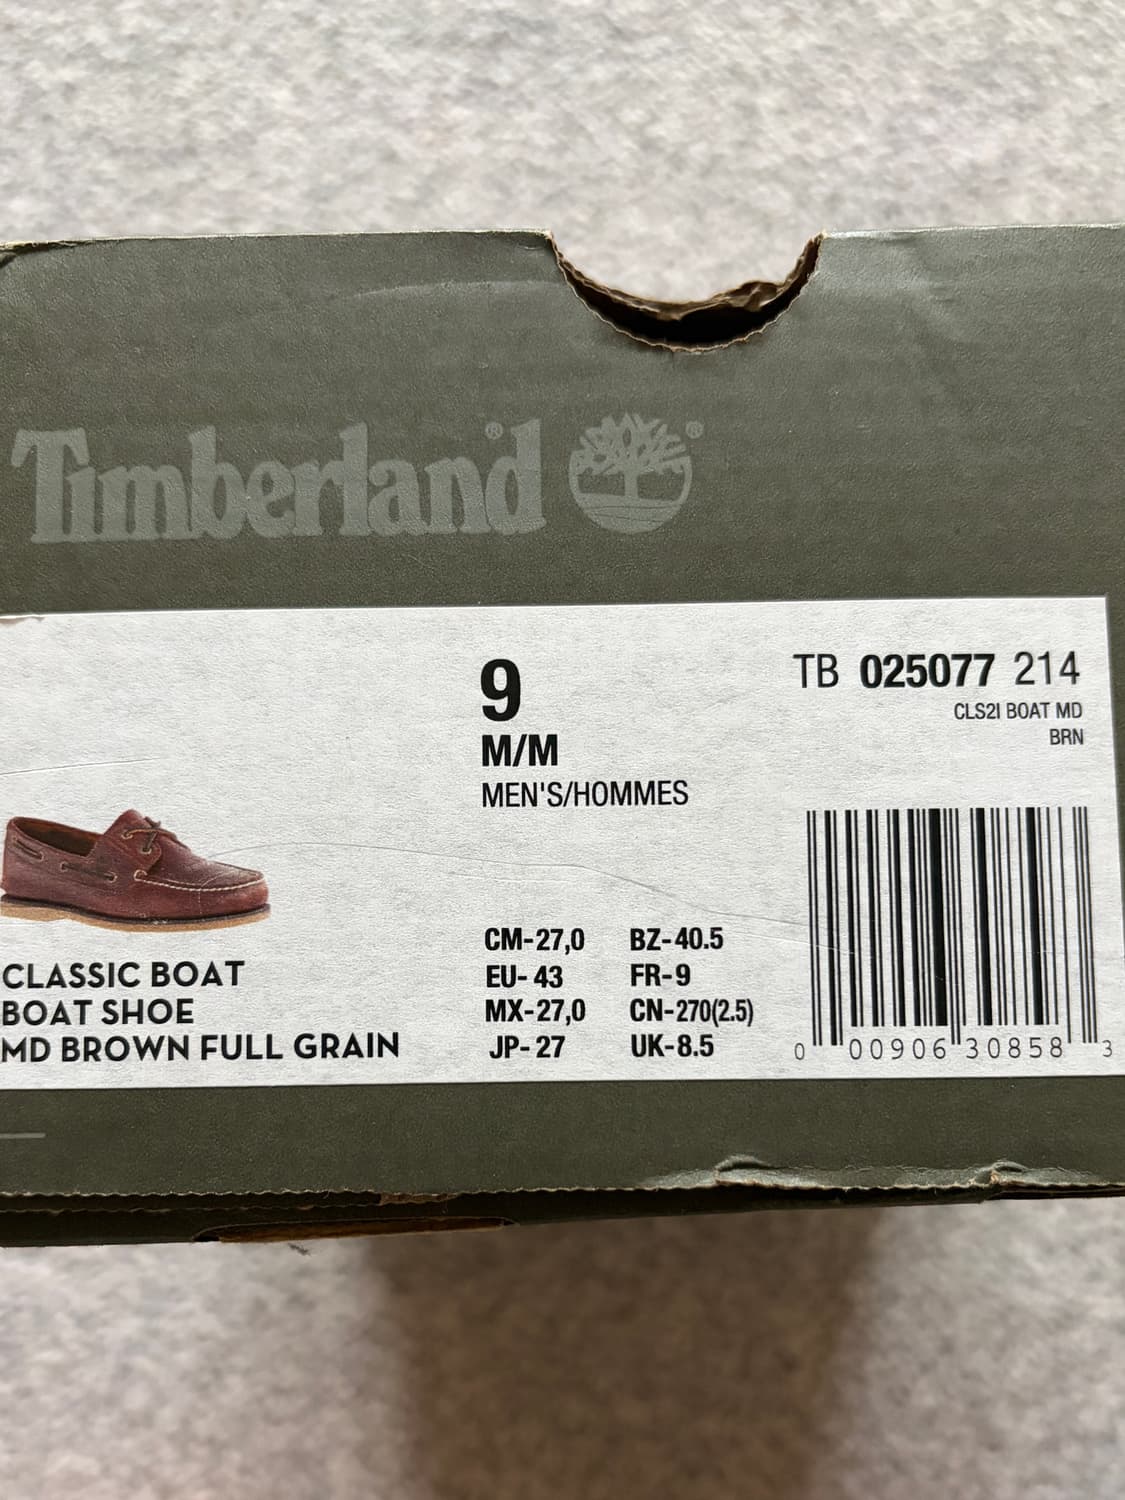 Timberland®
®
9
M/M
MEN'S/HOMMES
TB 025077 214
CLS2I BOAT MD
BRN
CLASSIC BOAT
BOAT SHOE
MD BROWN FULL GRAIN
CM-27,0 BZ-40.5
EU-43 FR-9
MX-27,0 CN-270(2.5)
JP-27 UK-8.5
0 00906 30858 3